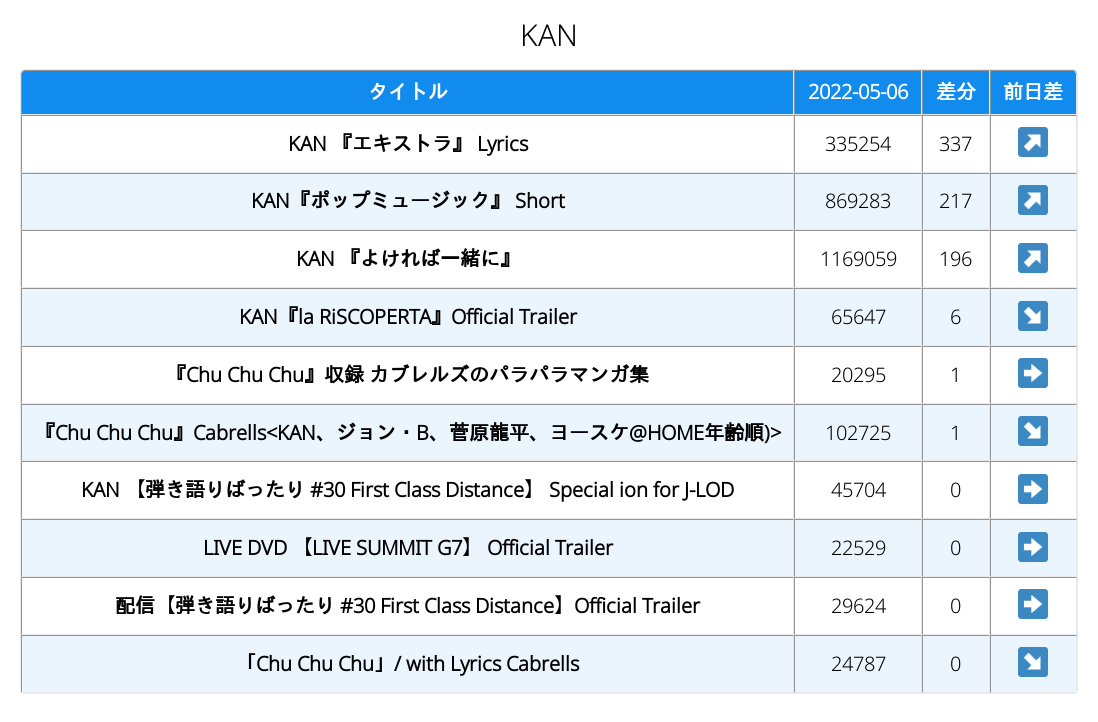 KAN
タイトル 2022-05-06 差分 前日差
KAN 『エキストラ』 Lyrics 335254 337
KAN『ポップミュージック』 Short 869283 217
KAN 『よければ一緒に』 1169059 196
KAN『la RiSCOPERTA』Official Trailer 65647 6
『Chu Chu Chu』収録 カブレルズのパラパラマンガ集 20295 1
『Chu Chu Chu』Cabrells<KAN、ジョン・B、菅原龍平、ヨースケ@HOME年齢順)> 102725 1
KAN 【弾き語りばったり #30 First Class Distance】 Special ion for J-LOD 45704 0
LIVE DVD 【LIVE SUMMIT G7】 Official Trailer 22529 0
配信【弾き語りばったり #30 First Class Distance】Official Trailer 29624 0
「Chu Chu Chu」/ with Lyrics Cabrells 24787 0